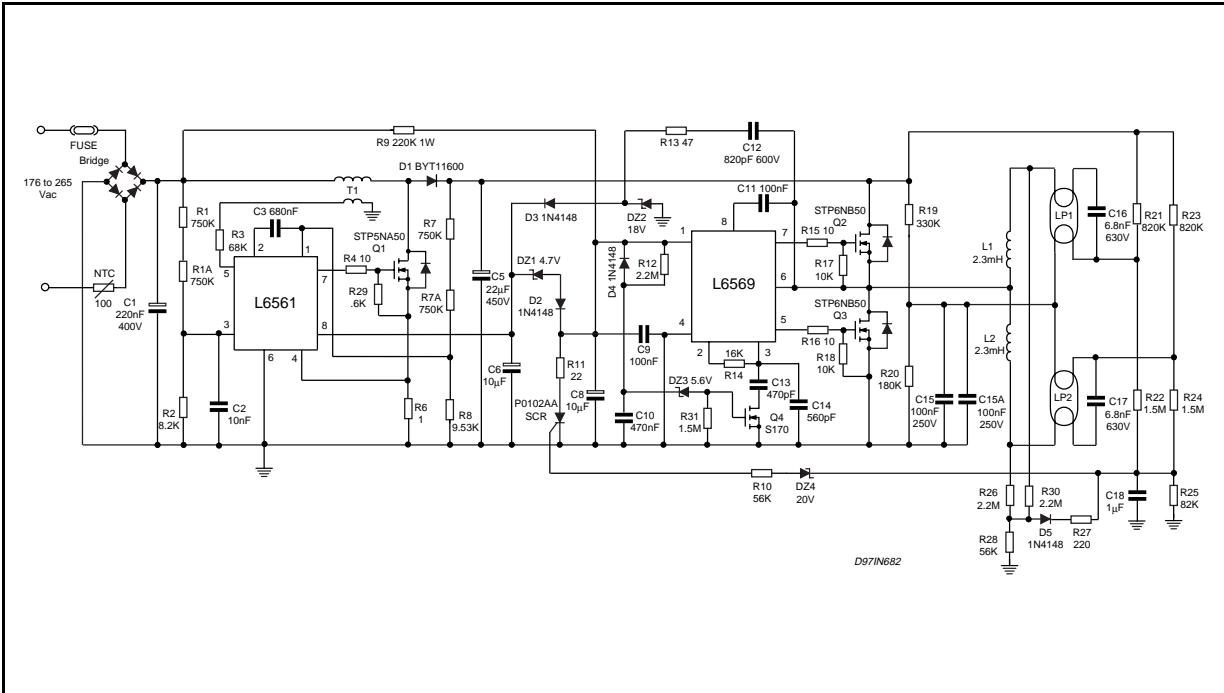 FUSE
Bridge
176 to 265
Vac
NTC
100
C1
220nF
400V
R1
750K
R1A
750K
R2
8.2K
C2
10nF
R3
68K
C3 680nF
T1
R9 220K 1W
D1 BYT11600
L6561
1
2
3
4
5
6
7
8
STP5NA50
Q1
R4 10
R29
.6K
R6
1
R7
750K
R7A
750K
R8
9.53K
C5
22µF
450V
C6
10µF
DZ1 4.7V
D2
1N4148
D3 1N4148
R11
22
P0102AA
SCR
C8
10µF
C9
100nF
C10
470nF
D4 1N4148
R12
2.2M
R13 47
C12
820pF 600V
DZ2
18V
C11 100nF
L6569
1
2
3
4
5
6
7
8
16K
R14
DZ3 5.6V
R31
1.5M
C13
470pF
C14
560pF
Q4
S170
STP6NB50
Q2
R15 10
R17
10K
STP6NB50
Q3
R16 10
R18
10K
R19
330K
R20
180K
C15
100nF
250V
C15A
100nF
250V
L1
2.3mH
L2
2.3mH
LP1
LP2
C16
6.8nF
630V
C17
6.8nF
630V
R21
820K
R23
820K
R22
1.5M
R24
1.5M
R10
56K
DZ4
20V
R26
2.2M
R30
2.2M
R28
56K
D5
1N4148
R27
220
C18
1µF
R25
82K
D97IN682